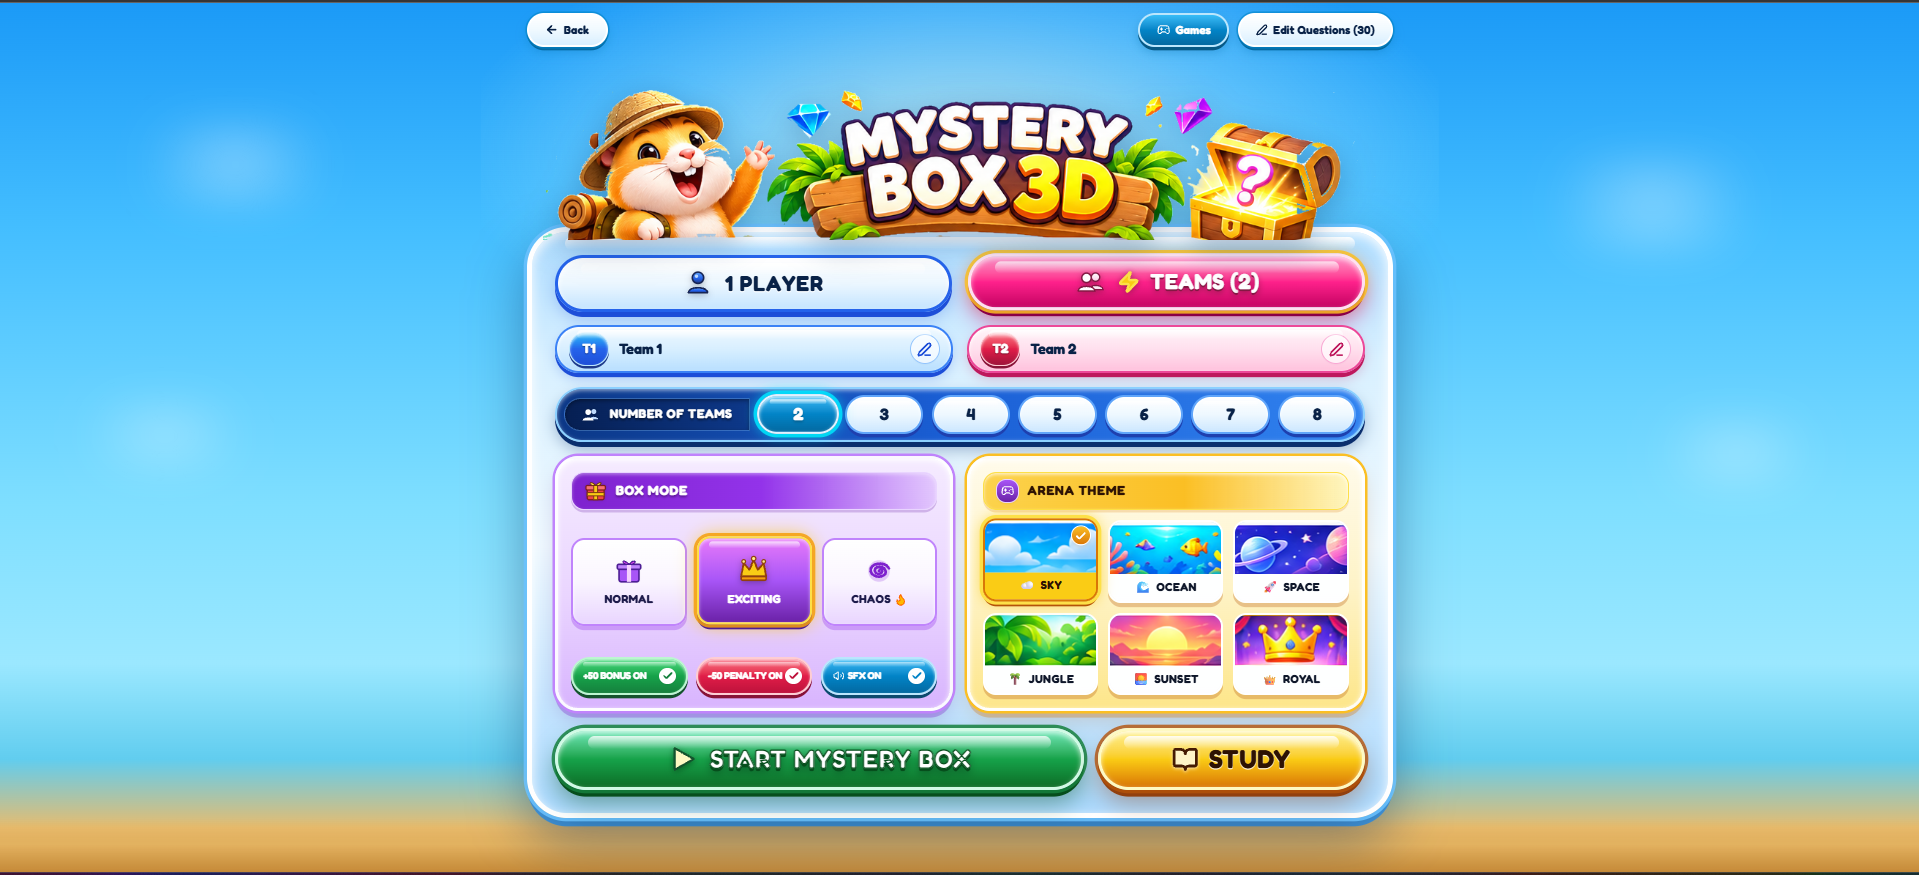 Back
Games
Edit Questions (30)
MYSTERY
BOX 3D
?
1 PLAYER
TEAMS (2)
T1 Team 1
T2 Team 2
NUMBER OF TEAMS 2 3 4 5 6 7 8
BOX MODE
NORMAL
EXCITING
CHAOS
+50 BONUS ON
-50 PENALTY ON
SFX ON
ARENA THEME
SKY
OCEAN
SPACE
JUNGLE
SUNSET
ROYAL
START MYSTERY BOX
STUDY